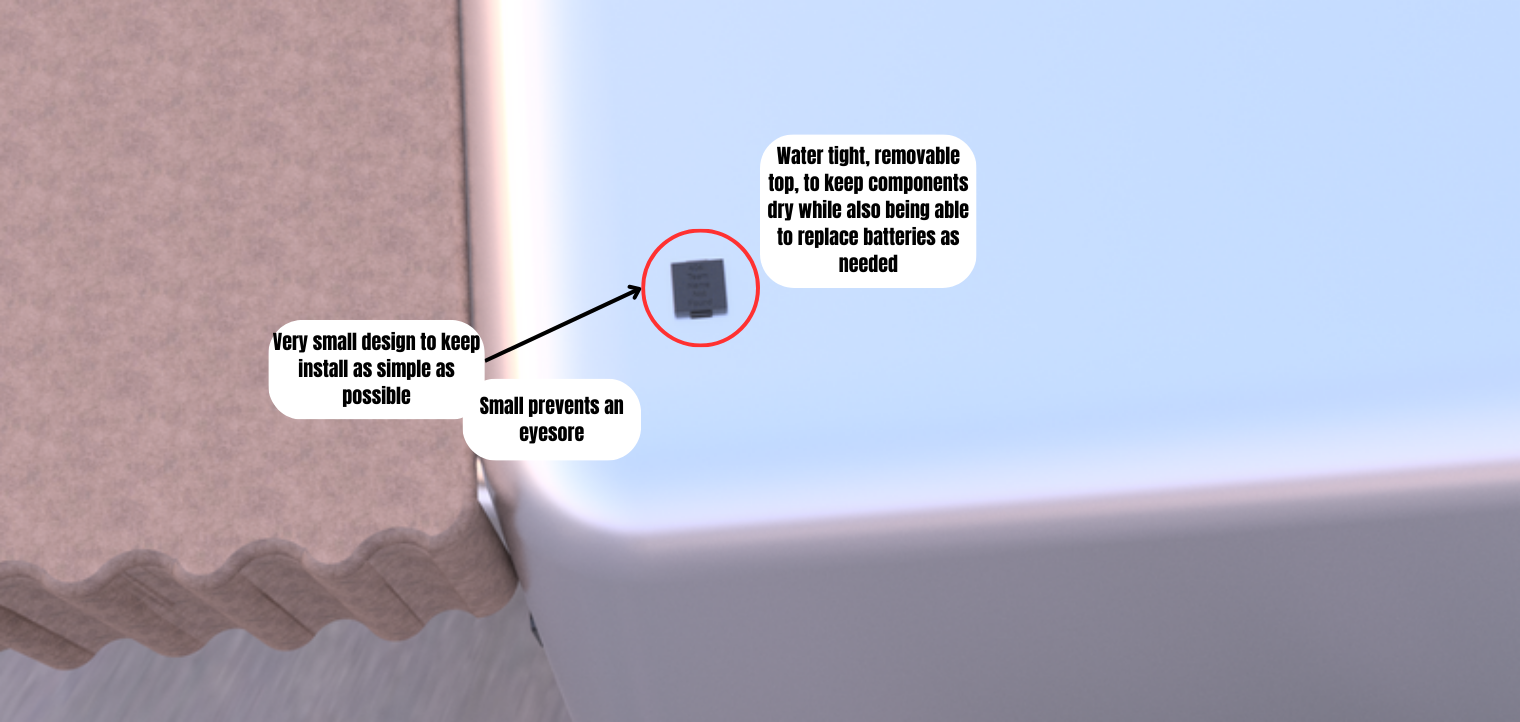 Water tight, removable
top, to keep components
dry while also being able
to replace batteries as
needed
Very small design to keep
install as simple as
possible
Small prevents an
eyesore